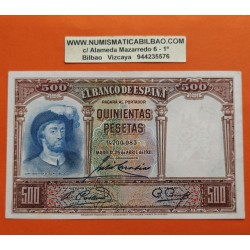 WWW.NUMISMATICABILBAO.COM
c/ Alameda Mazarredo 6 - 1º
Bilbao Vizcaya 944235576
500 500
EL BANCO DE ESPAÑA
PAGARÁ AL PORTADOR
QUINIENTAS
PESETAS
500 500